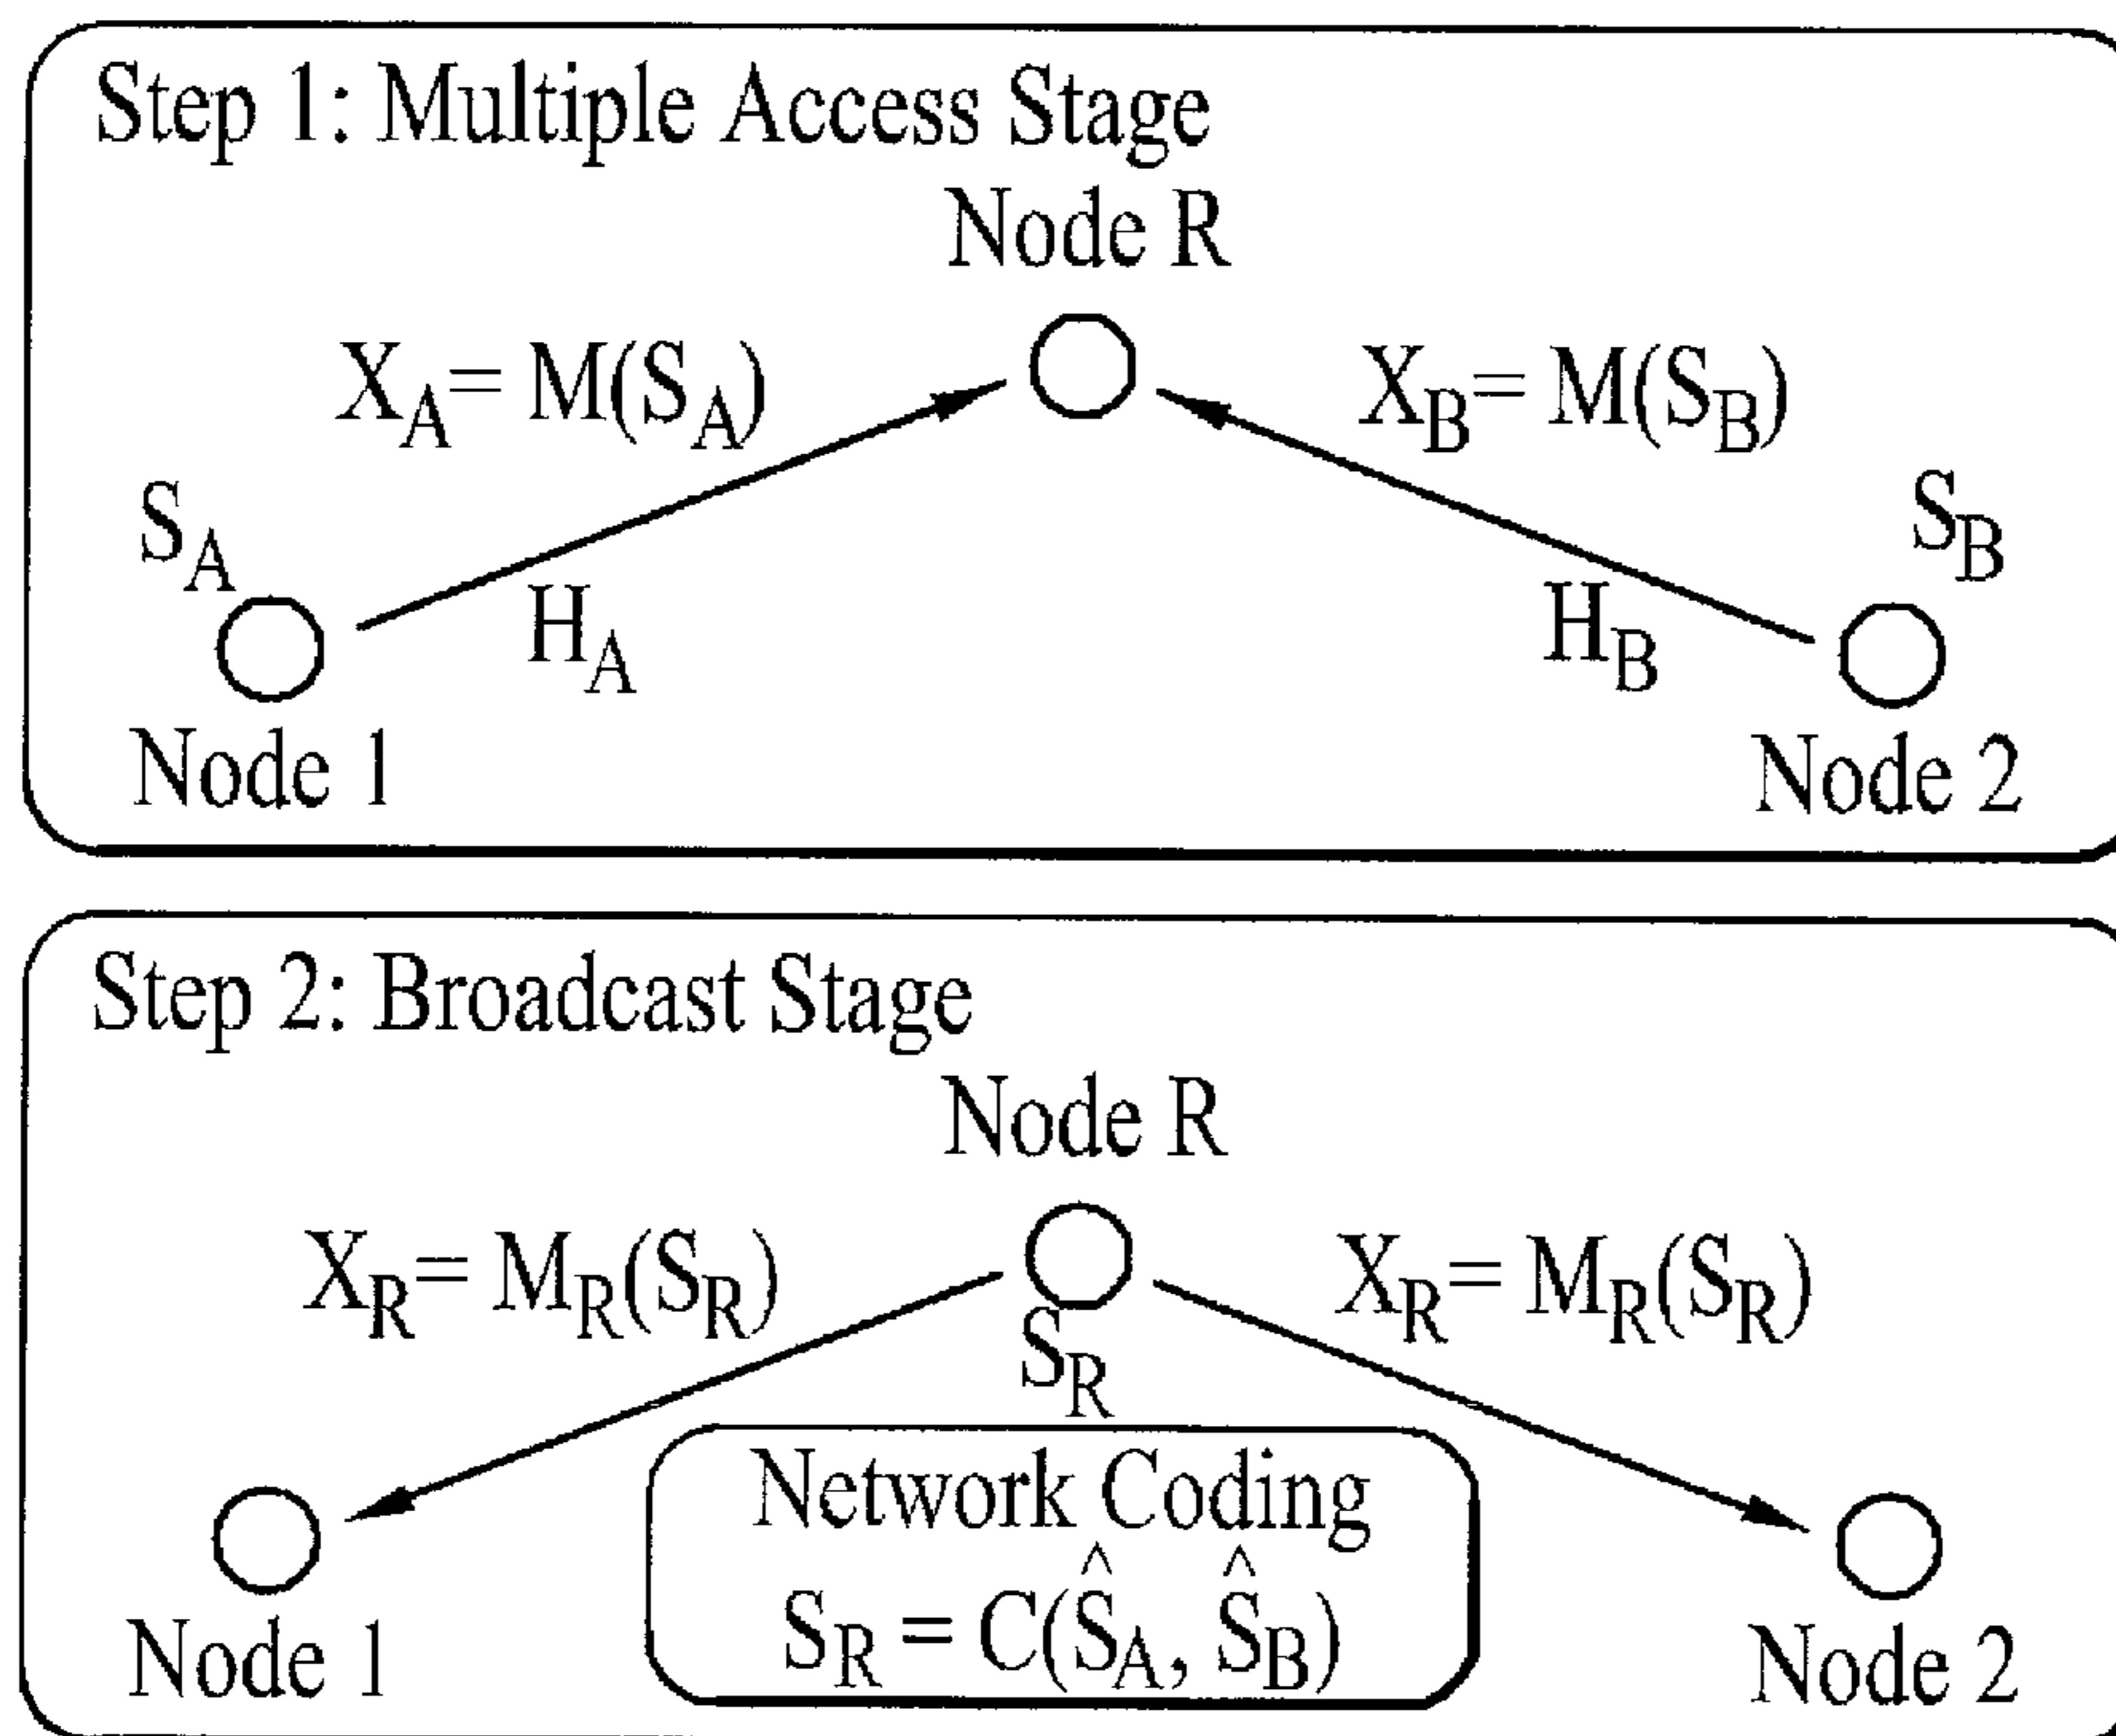 Step 1: Multiple Access Stage
Node R
X_A = M(S_A)
X_B = M(S_B)
S_A
S_B
H_A
H_B
Node 1
Node 2
Step 2: Broadcast Stage
Node R
X_R = M_R(S_R)
X_R = M_R(S_R)
S_R
Network Coding
S_R = C(Ŝ_A, Ŝ_B)
Node 1
Node 2